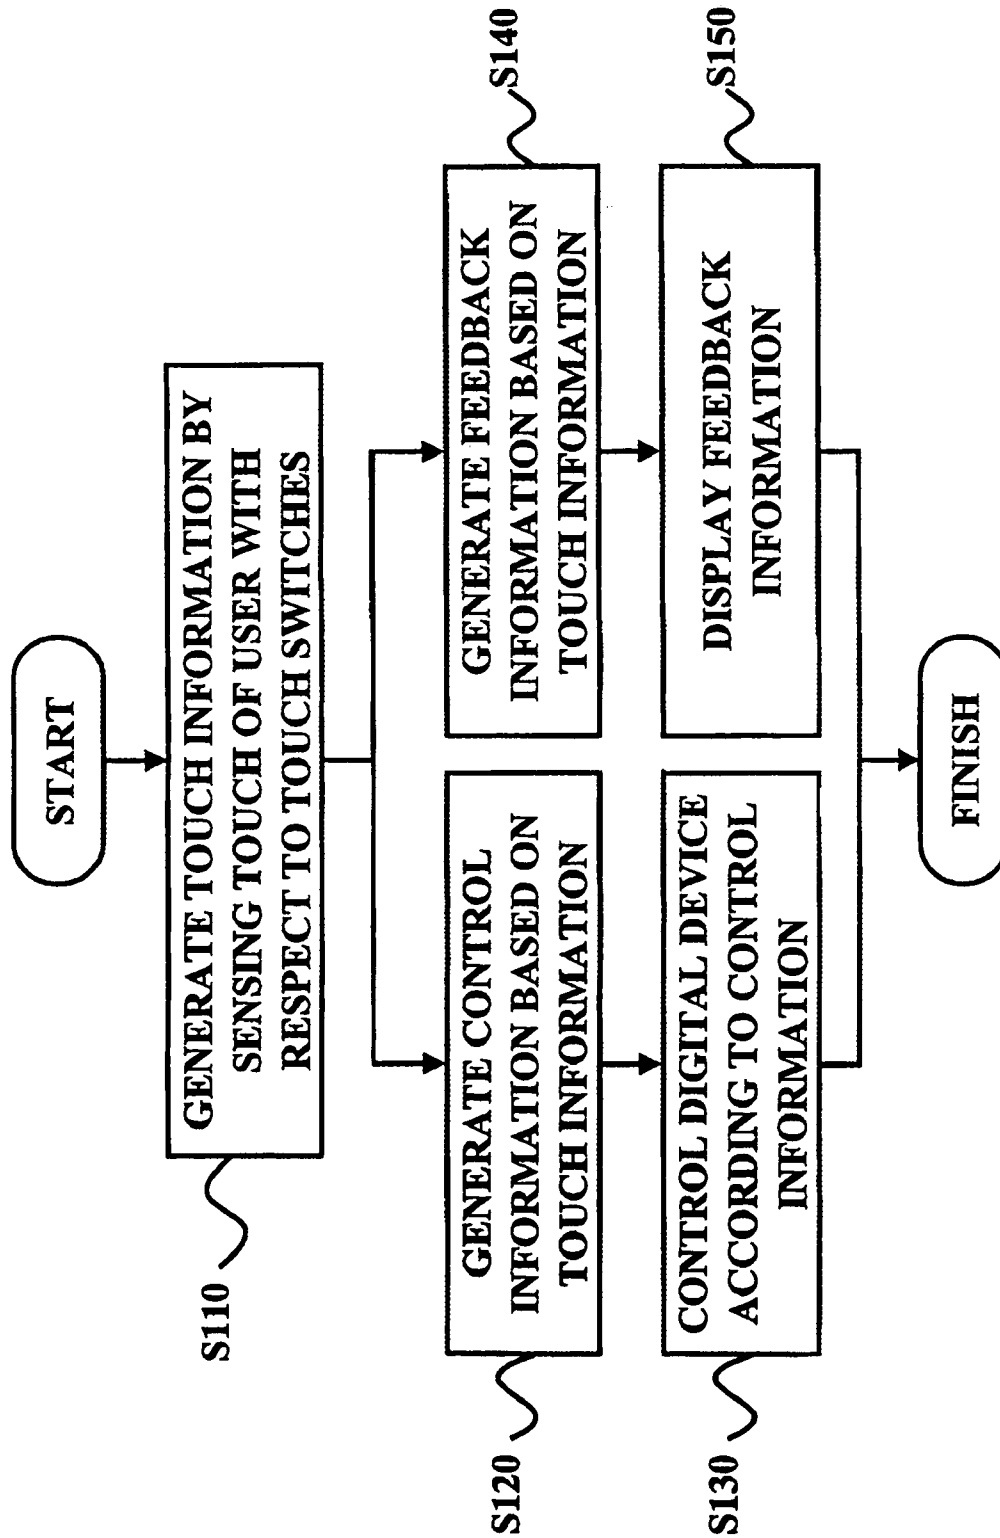 START
GENERATE TOUCH INFORMATION BY
SENSING TOUCH OF USER WITH
RESPECT TO TOUCH SWITCHES
S110
GENERATE CONTROL
INFORMATION BASED ON
TOUCH INFORMATION
S120
GENERATE FEEDBACK
INFORMATION BASED ON
TOUCH INFORMATION
S140
CONTROL DIGITAL DEVICE
ACCORDING TO CONTROL
INFORMATION
S130
DISPLAY FEEDBACK
INFORMATION
S150
FINISH